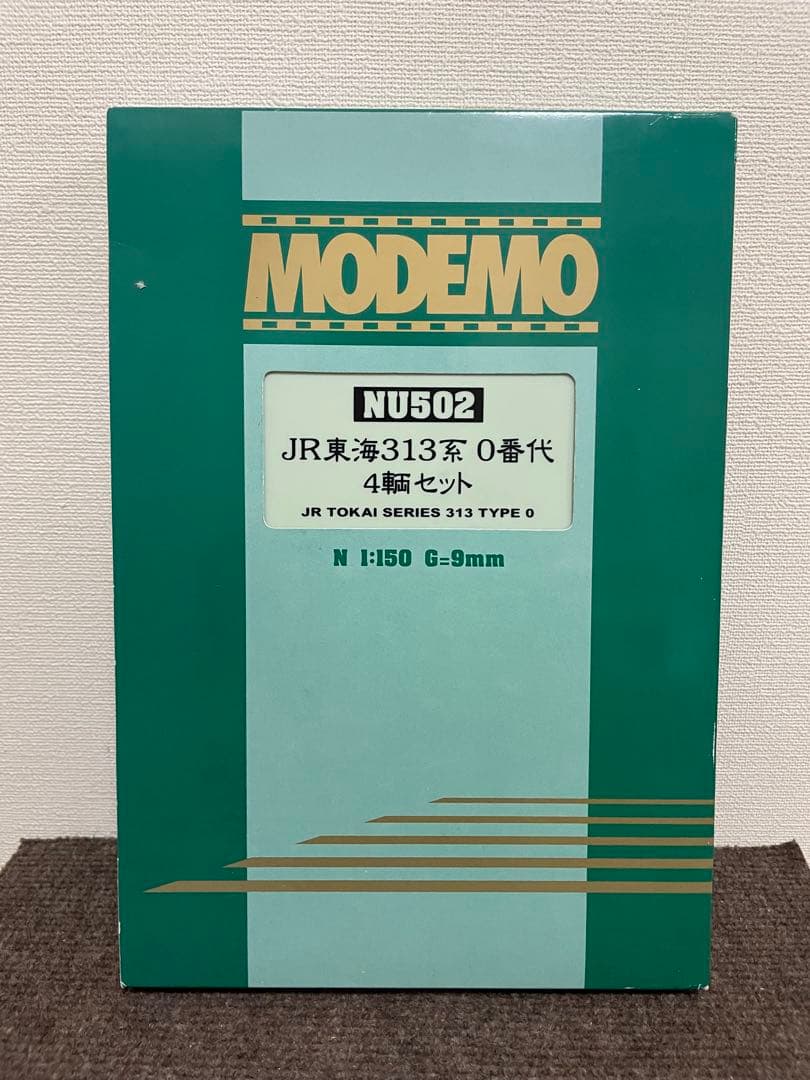 MODEMO
NU502
JR東海313系 0番代
4輌セット
JR TOKAI SERIES 313 TYPE 0
N 1:150 G=9mm